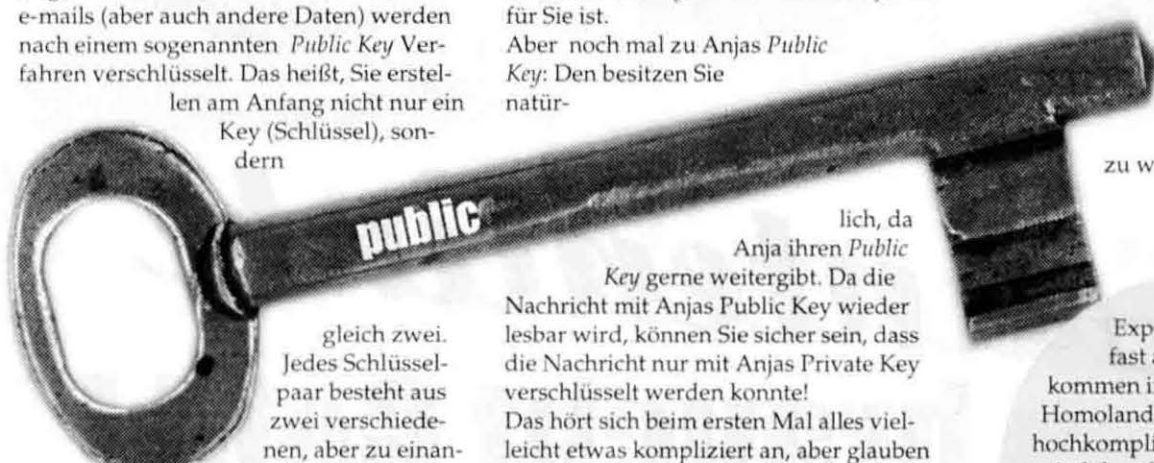 e-mails (aber auch andere Daten) werden
nach einem sogenannten Public Key Ver-
fahren verschlüsselt. Das heißt, Sie erstel-
len am Anfang nicht nur ein
Key (Schlüssel), son-
dern
public
gleich zwei.
Jedes Schlüssel-
paar besteht aus
zwei verschiede-
nen, aber zu einan-
für Sie ist.
Aber noch mal zu Anjas Public
Key: Den besitzen Sie
natür-
lich, da
Anja ihren Public
Key gerne weitergibt. Da die
Nachricht mit Anjas Public Key wieder
lesbar wird, können Sie sicher sein, dass
die Nachricht nur mit Anjas Private Key
verschlüsselt werden konnte!
Das hört sich beim ersten Mal alles viel-
leicht etwas kompliziert an, aber glauben
zu w
Exp
fast a
kommen i
Homoland
hochkompli